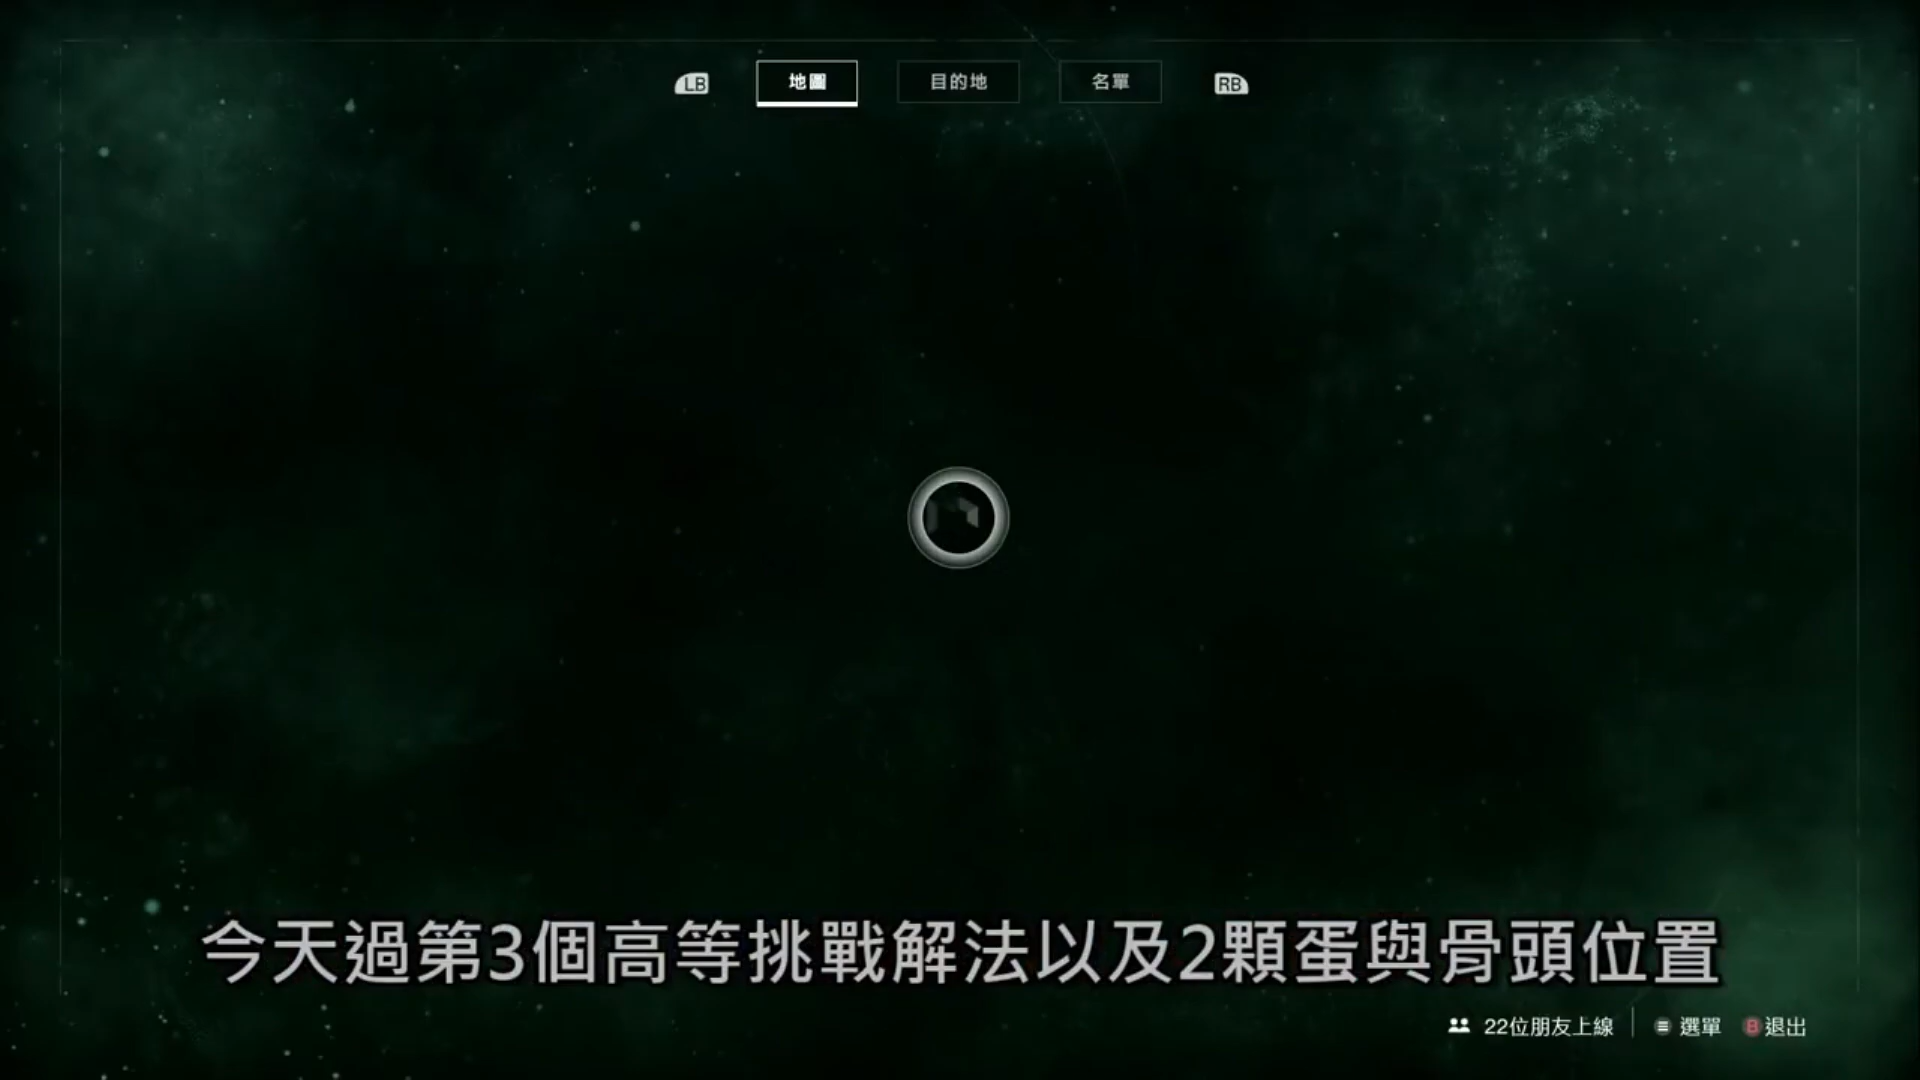 LB 地圖 目的地 名單 RB
今天過第3個高等挑戰解法以及2顆蛋與骨頭位置
22位朋友上線 選單 B 退出